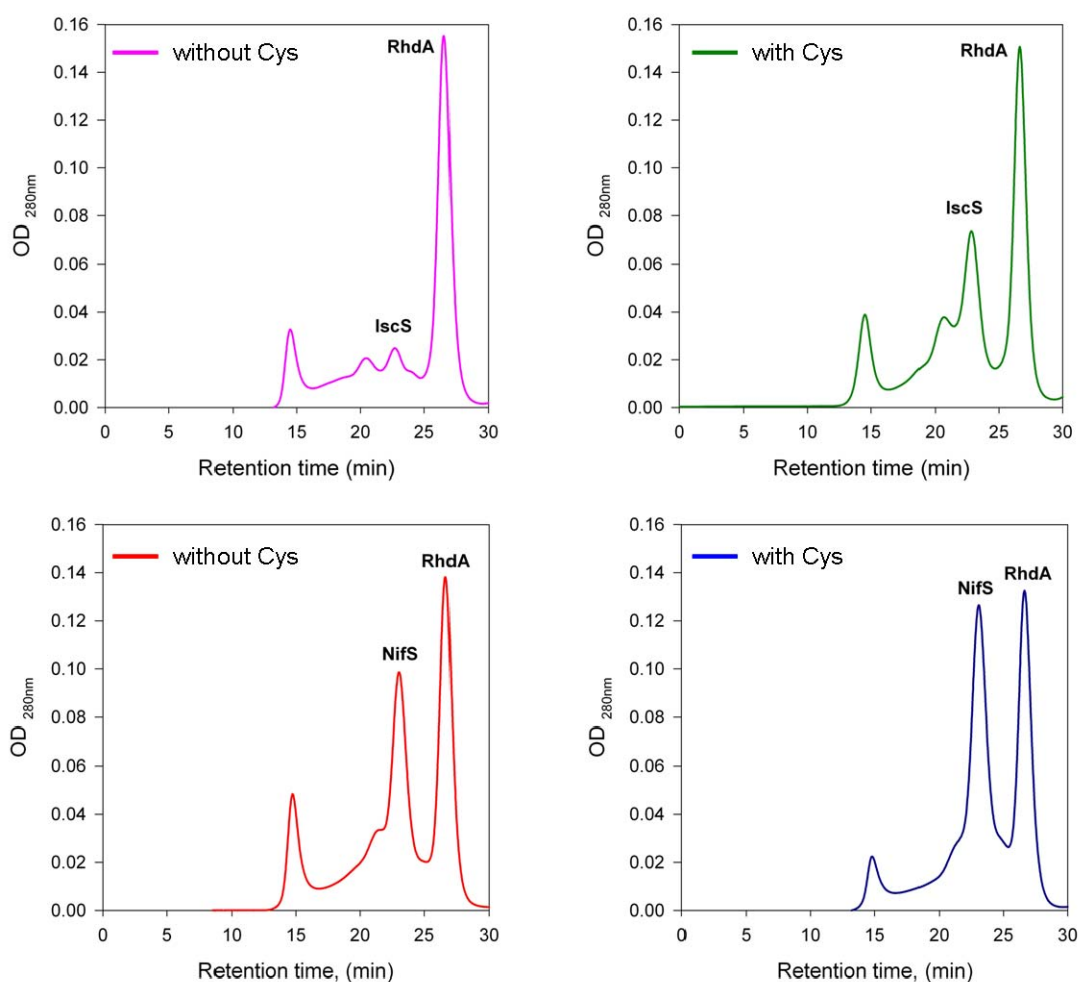 without Cys
RhdA
IscS
OD 280nm
0.16
0.14
0.12
0.10
0.08
0.06
0.04
0.02
0.00
0 5 10 15 20 25 30
Retention time (min)
with Cys
RhdA
IscS
OD 280nm
0.16
0.14
0.12
0.10
0.08
0.06
0.04
0.02
0.00
0 5 10 15 20 25 30
Retention time (min)
without Cys
RhdA
NifS
OD 280nm
0.16
0.14
0.12
0.10
0.08
0.06
0.04
0.02
0.00
0 5 10 15 20 25 30
Retention time, (min)
with Cys
NifS RhdA
OD 280nm
0.16
0.14
0.12
0.10
0.08
0.06
0.04
0.02
0.00
0 5 10 15 20 25 30
Retention time, (min)